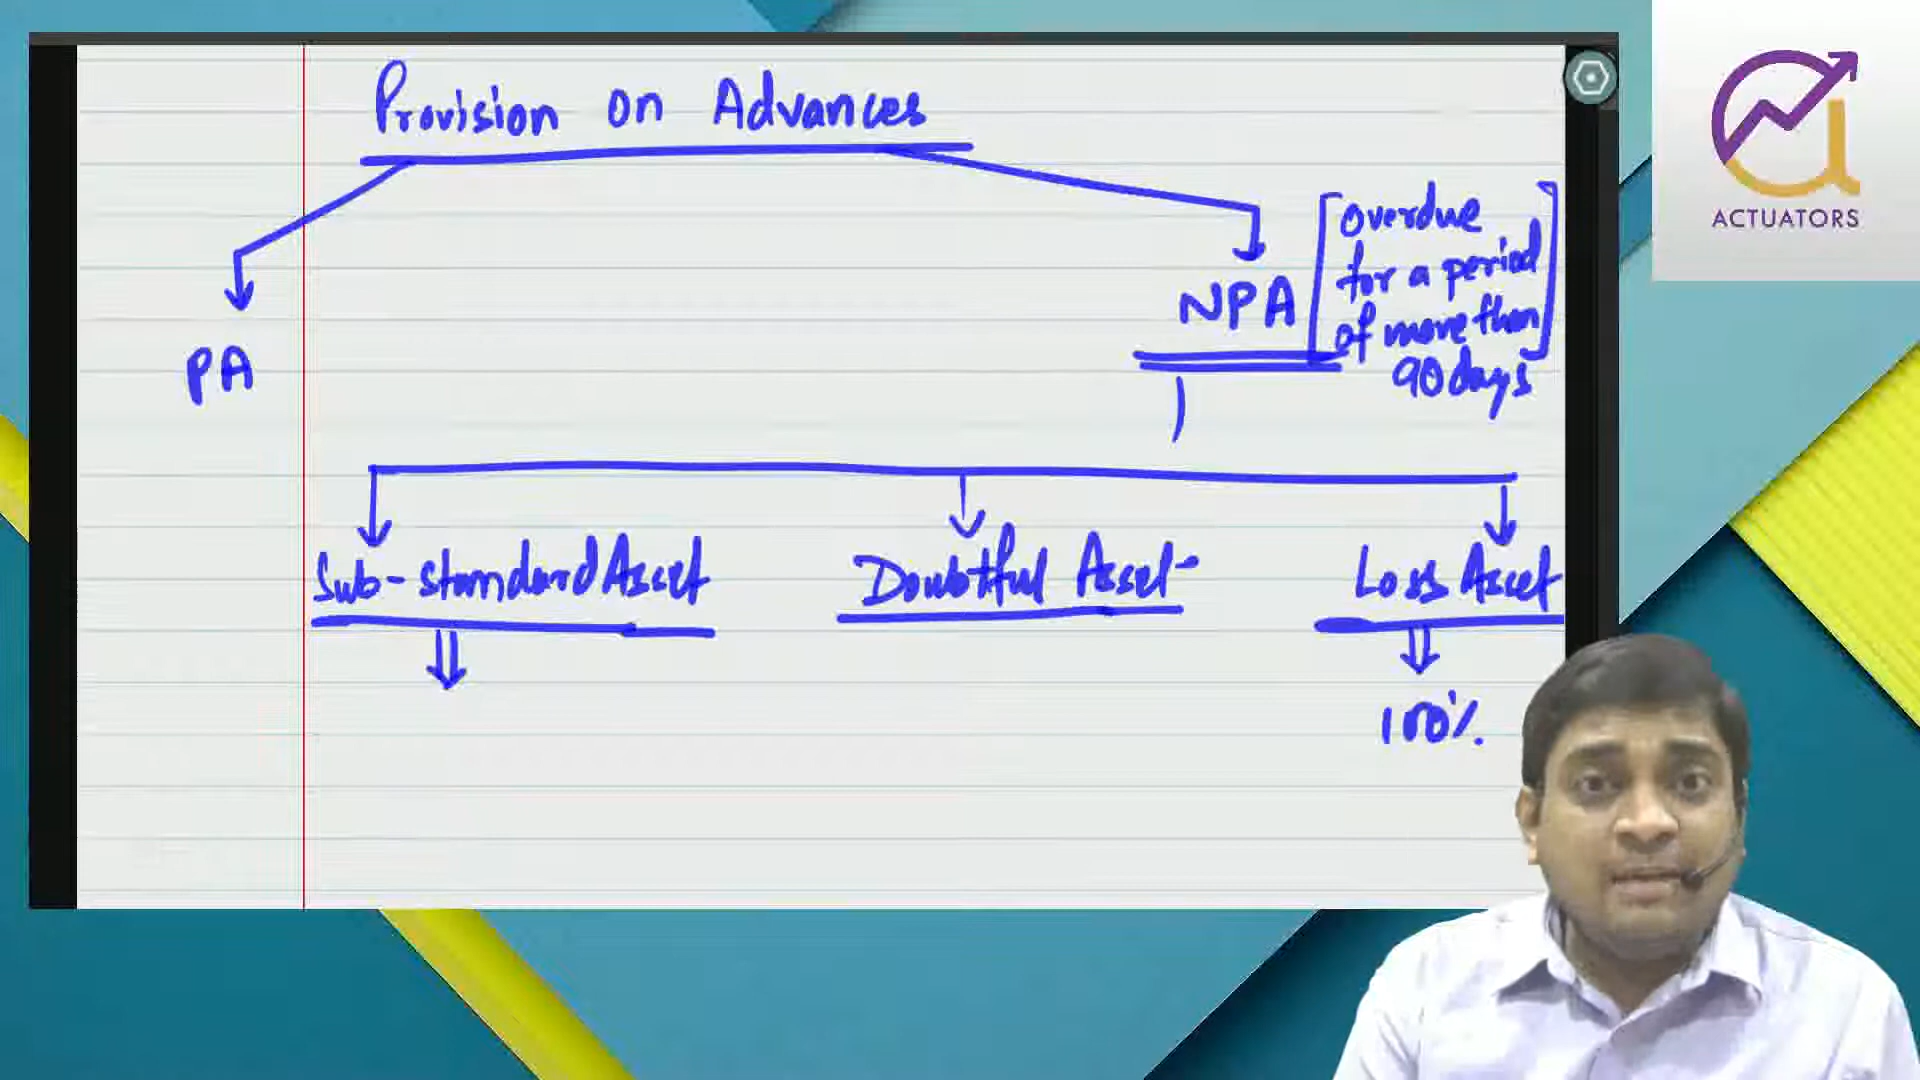 Provision on Advances
PA
NPA
overdue
for a period
of more than
90 days
Sub-standard Asset
Doubtful Asset
Loss Asset
100%
ACTUATORS